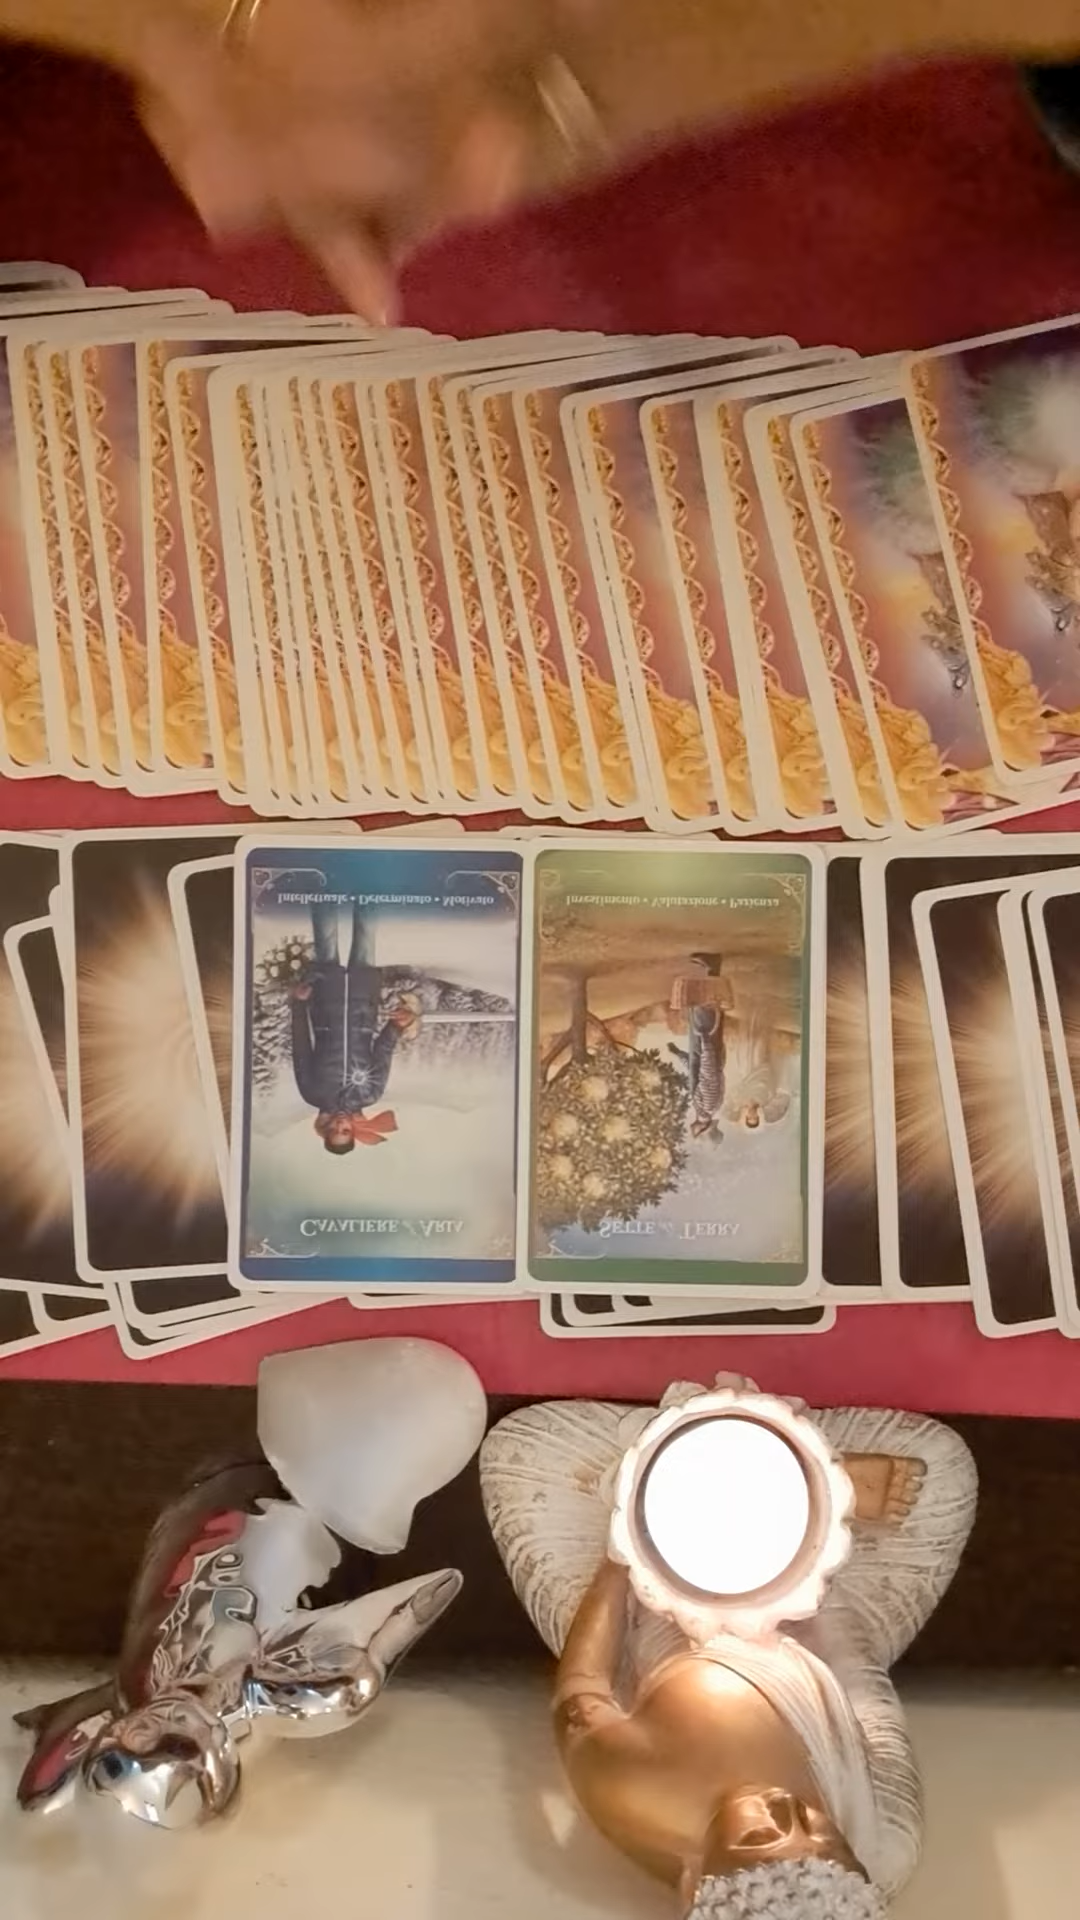 Intellettuale • Determinato • Motivato
CAVALIERE di ARIA
Investimento • Valutazione • Pazienza
SETTE di TERRA